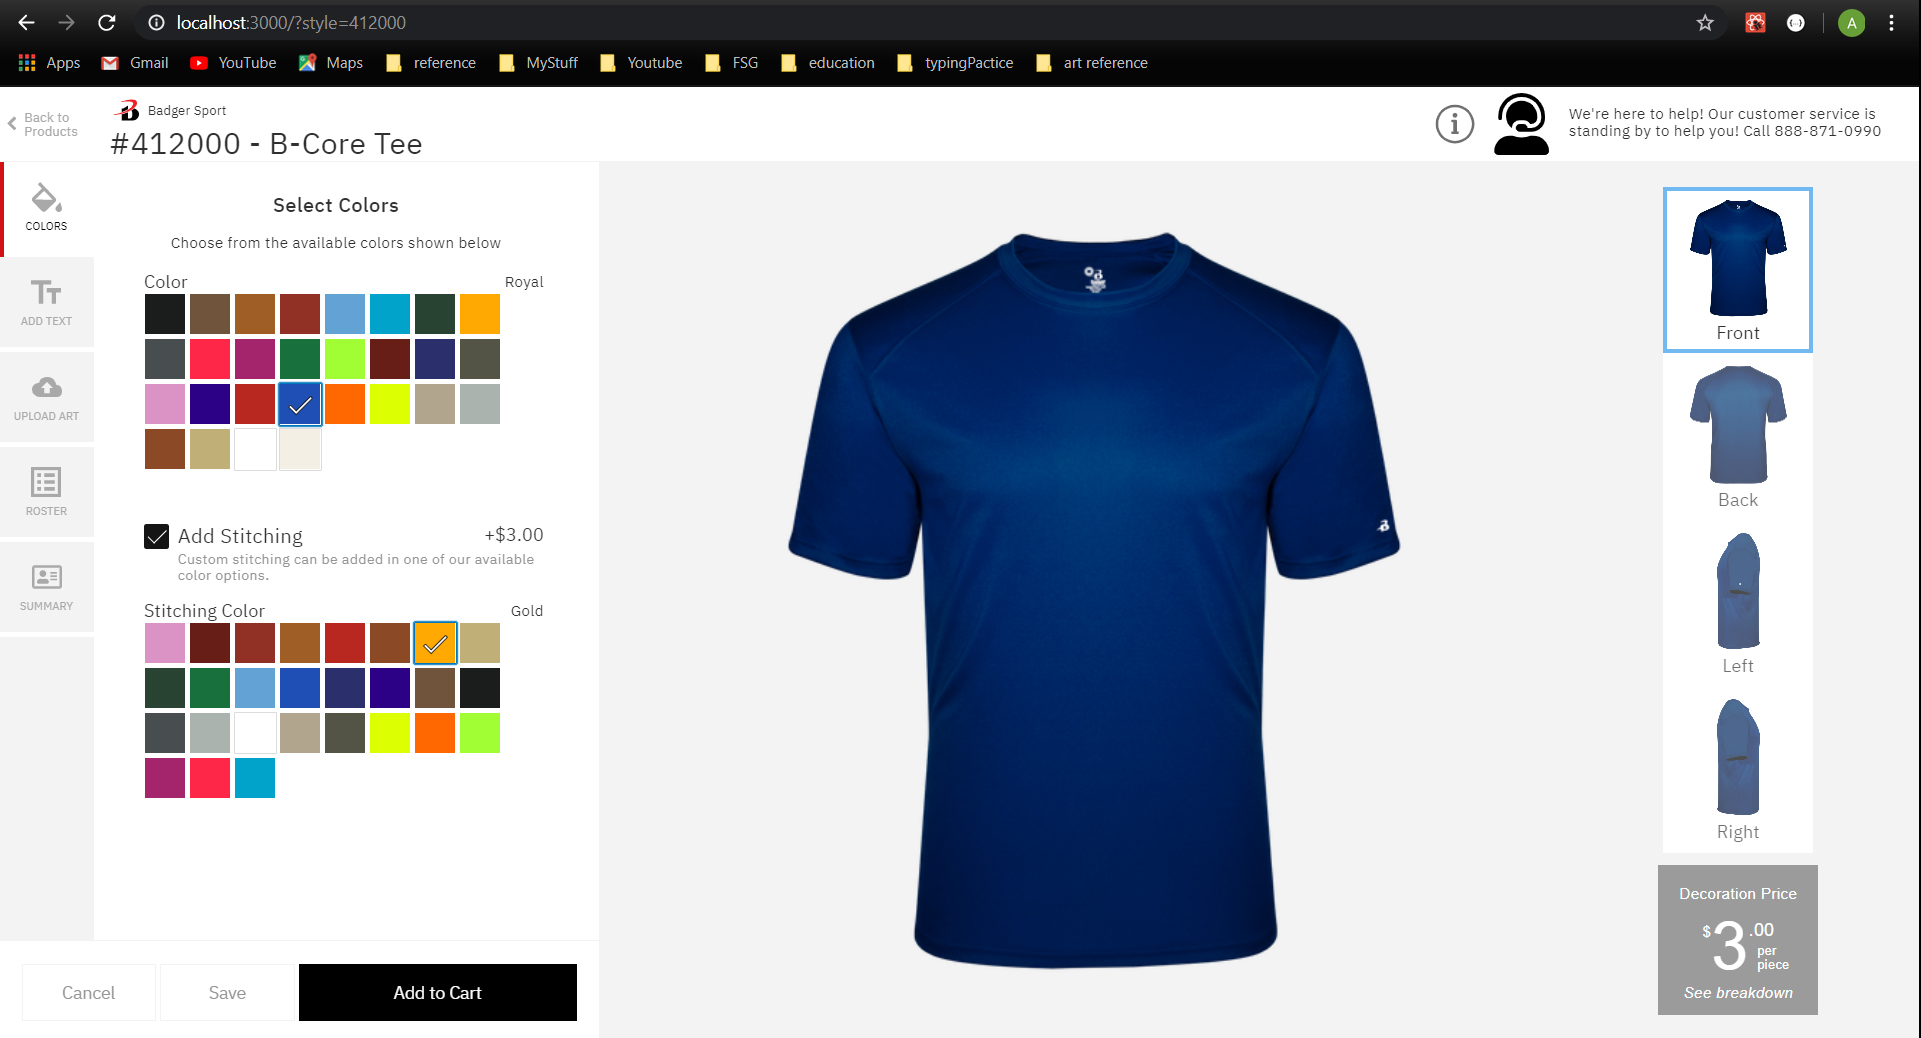 localhost:3000/?style=412000
A
Apps
Gmail
YouTube
Maps
reference
MyStuff
Youtube
FSG
education
typingPactice
art reference
Back to
Products
Badger Sport
#412000 - B-Core Tee
We're here to help! Our customer service is
standing by to help you! Call 888-871-0990
COLORS
ADD TEXT
UPLOAD ART
ROSTER
SUMMARY
Select Colors
Choose from the available colors shown below
Color
Royal
Add Stitching
+$3.00
Custom stitching can be added in one of our available
color options.
Stitching Color
Gold
Cancel
Save
Add to Cart
Front
Back
Left
Right
Decoration Price
$3.00
per
piece
See breakdown